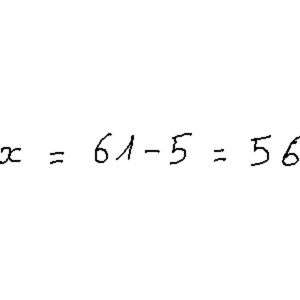 x = 61 - 5 = 56